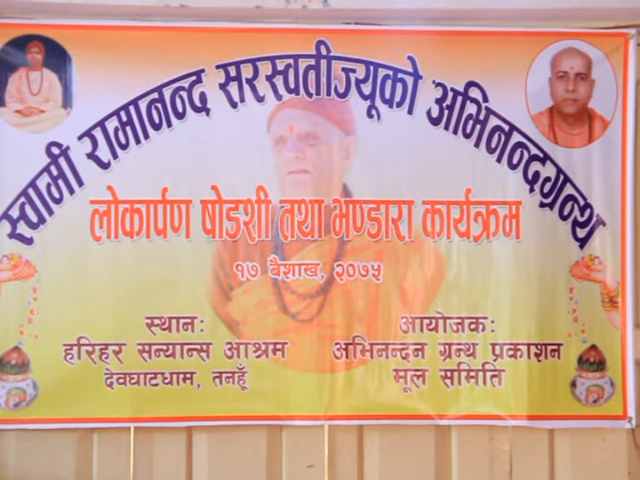 स्वामी रामानन्द सरस्वतीज्यूको अभिनन्दग्रन्थ
लोकार्पण षोडशी तथा भण्डारा कार्यक्रम
१७ बैशाख, २०७५
स्थान:
हरिहर सन्यान्स आश्रम
देवघाटधाम, तनहूँ
आयोजक:
अभिनन्दन ग्रन्थ प्रकाशन
मूल समिति